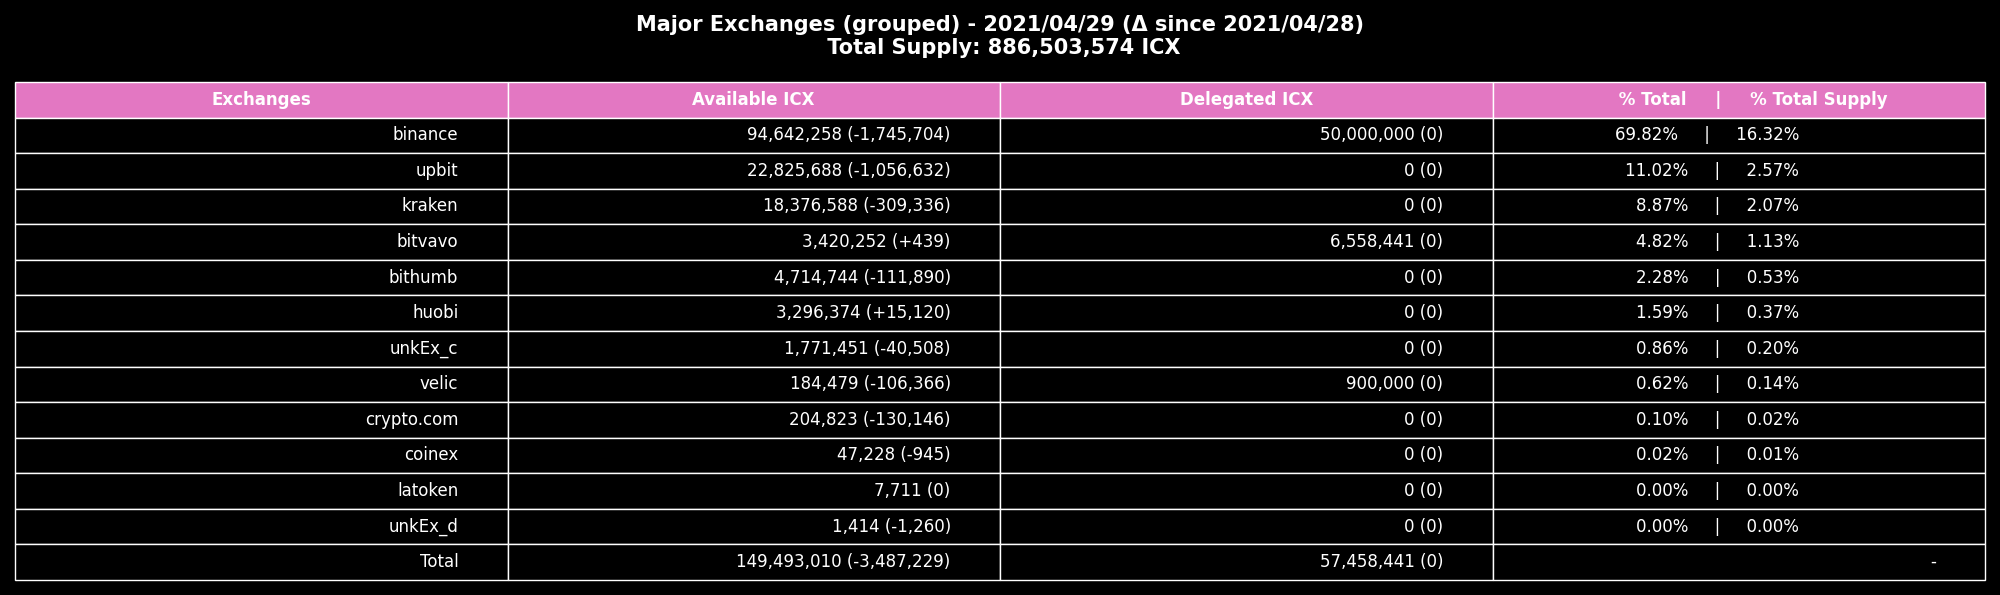 Major Exchanges (grouped) - 2021/04/29 (Δ since 2021/04/28)
Total Supply: 886,503,574 ICX
Exchanges Available ICX Delegated ICX % Total | % Total Supply
binance 94,642,258 (-1,745,704) 50,000,000 (0) 69.82% | 16.32%
upbit 22,825,688 (-1,056,632) 0 (0) 11.02% | 2.57%
kraken 18,376,588 (-309,336) 0 (0) 8.87% | 2.07%
bitvavo 3,420,252 (+439) 6,558,441 (0) 4.82% | 1.13%
bithumb 4,714,744 (-111,890) 0 (0) 2.28% | 0.53%
huobi 3,296,374 (+15,120) 0 (0) 1.59% | 0.37%
unkEx_c 1,771,451 (-40,508) 0 (0) 0.86% | 0.20%
velic 184,479 (-106,366) 900,000 (0) 0.62% | 0.14%
crypto.com 204,823 (-130,146) 0 (0) 0.10% | 0.02%
coinex 47,228 (-945) 0 (0) 0.02% | 0.01%
latoken 7,711 (0) 0 (0) 0.00% | 0.00%
unkEx_d 1,414 (-1,260) 0 (0) 0.00% | 0.00%
Total 149,493,010 (-3,487,229) 57,458,441 (0) -